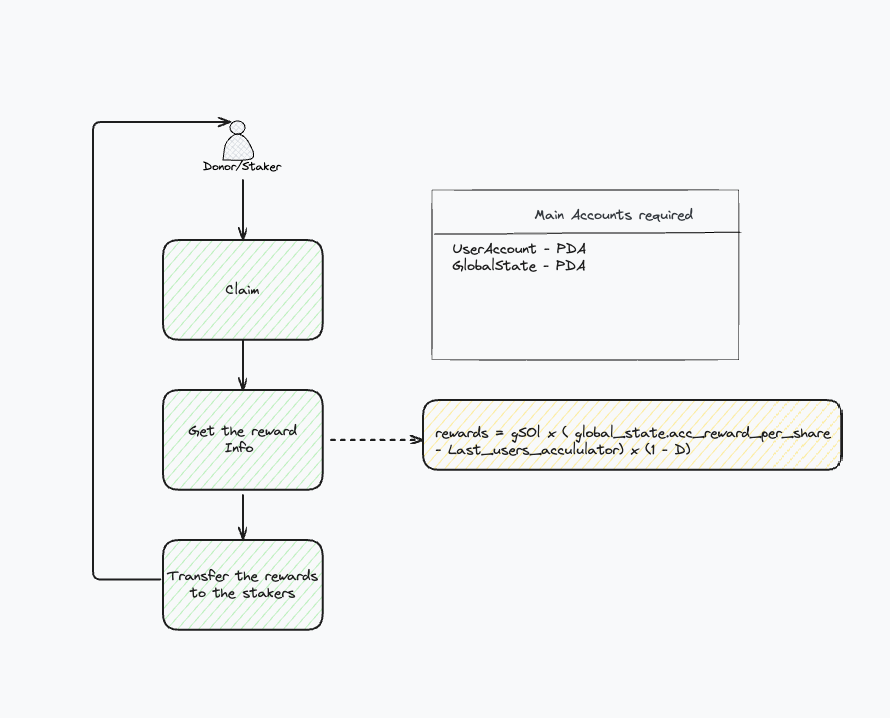 Donor/Staker
Claim
Get the reward
Info
Transfer the rewards
to the stakers
Main Accounts required
UserAccount - PDA
GlobalState - PDA
rewards = gSOl x ( global_state.acc_reward_per_share
- Last_users_accululator) x (1 - D)